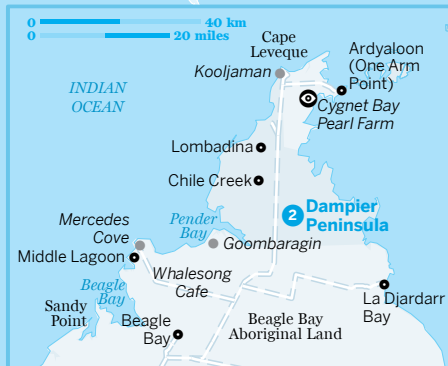 0 40 km
0 20 miles
Cape
Leveque
Kooljaman
Ardyaloon
(One Arm
Point)
INDIAN
OCEAN
Cygnet Bay
Pearl Farm
Lombadina
Chile Creek
2 Dampier
Peninsula
Mercedes
Cove
Pender
Bay
Goombaragin
Middle Lagoon
Whalesong
Cafe
Beagle
Bay
Sandy
Point
Beagle
Bay
Beagle Bay
Aboriginal Land
La Djardarr
Bay